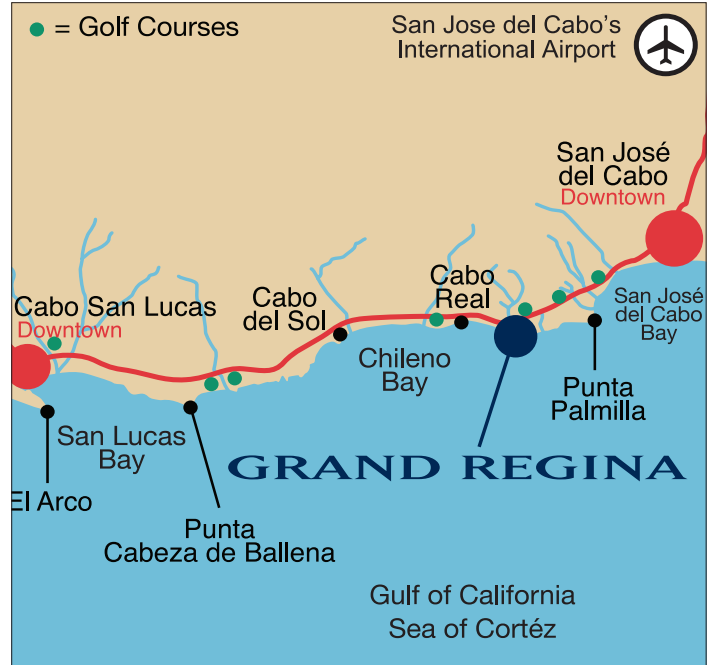 = Golf Courses
San Jose del Cabo's
International Airport
San José
del Cabo
Downtown
Cabo San Lucas
Downtown
Cabo
del Sol
Cabo
Real
San José
del Cabo
Bay
Chileno
Bay
Punta
Palmilla
San Lucas
Bay
GRAND REGINA
El Arco
Punta
Cabeza de Ballena
Gulf of California
Sea of Cortéz